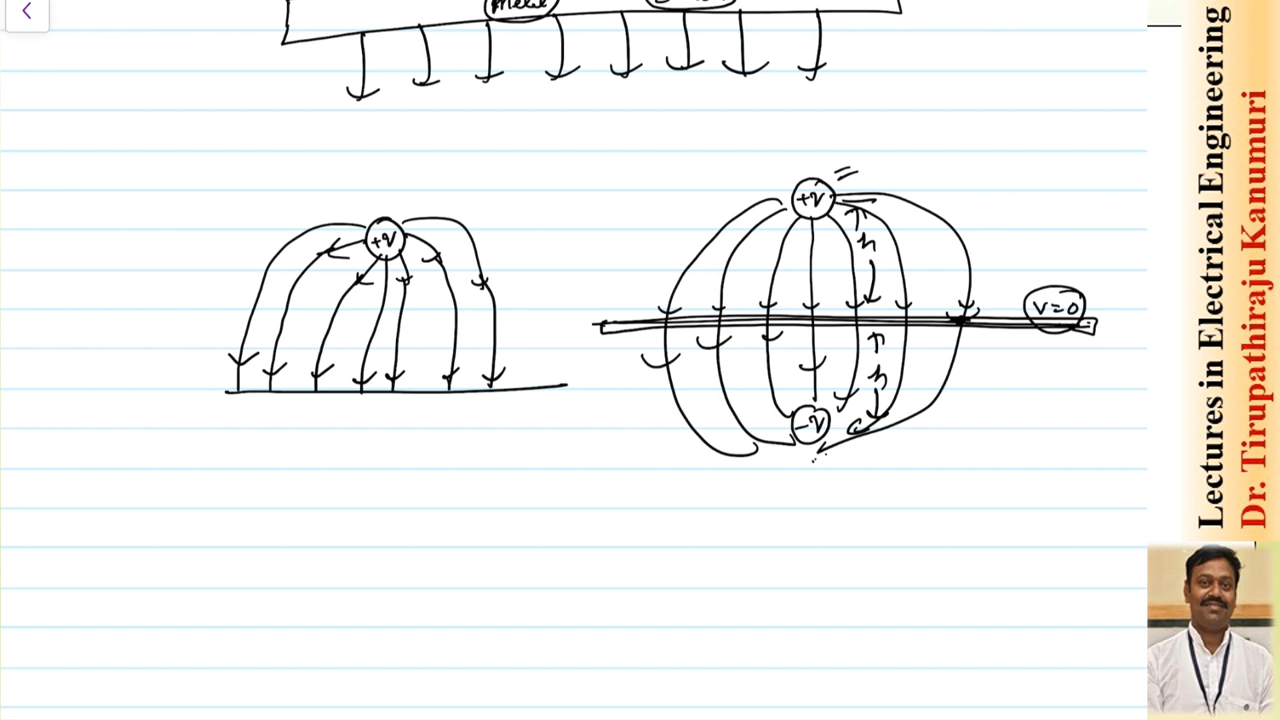 +q
+q
h
V=0
h
-q
Lectures in Electrical Engineering
Dr. Tirupathiraju Kanumuri